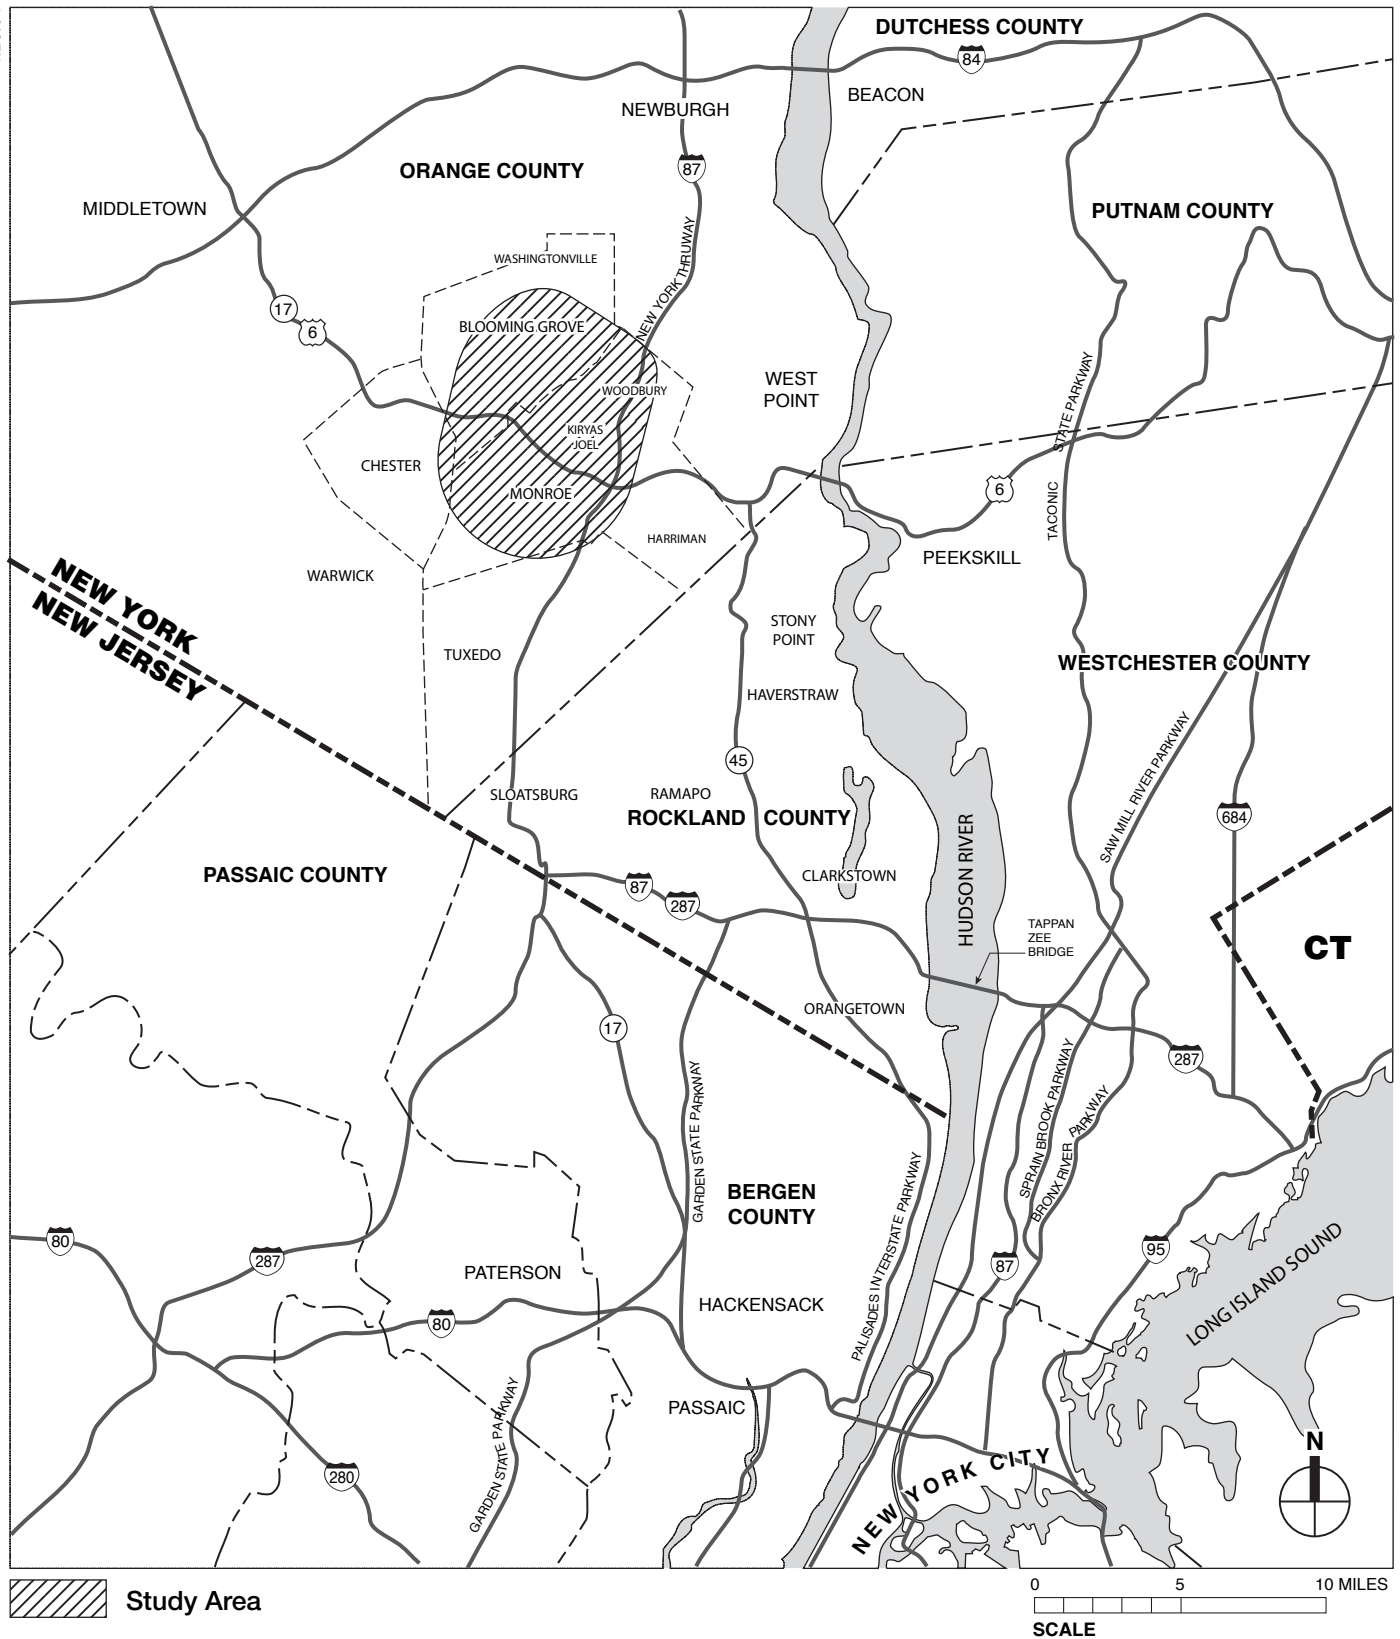 DUTCHESS COUNTY
84
BEACON
NEWBURGH
ORANGE COUNTY
87
MIDDLETOWN
PUTNAM COUNTY
WASHINGTONVILLE
NEW YORK THRUWAY
17
6
BLOOMING GROVE
WEST
POINT
WOODBURY
STATE PARKWAY
KIRYAS
JOEL
CHESTER
MONROE
6
TACONIC
HARRIMAN
PEEKSKILL
WARWICK
NEW YORK
NEW JERSEY
STONY
POINT
TUXEDO
WESTCHESTER COUNTY
HAVERSTRAW
SAW MILL RIVER PARKWAY
45
SLOATSBURG
RAMAPO
ROCKLAND COUNTY
684
HUDSON RIVER
PASSAIC COUNTY
CLARKSTOWN
87
287
TAPPAN
ZEE
BRIDGE
CT
ORANGETOWN
17
287
GARDEN STATE PARKWAY
SPRAIN BROOK PARKWAY
BRONX RIVER PARKWAY
BERGEN
COUNTY
PALISADES INTERSTATE PARKWAY
80
287
95
87
LONG ISLAND SOUND
PATERSON
HACKENSACK
80
PASSAIC
GARDEN STATE PARKWAY
280
NEW YORK CITY
N
Study Area
0 5 10 MILES
SCALE